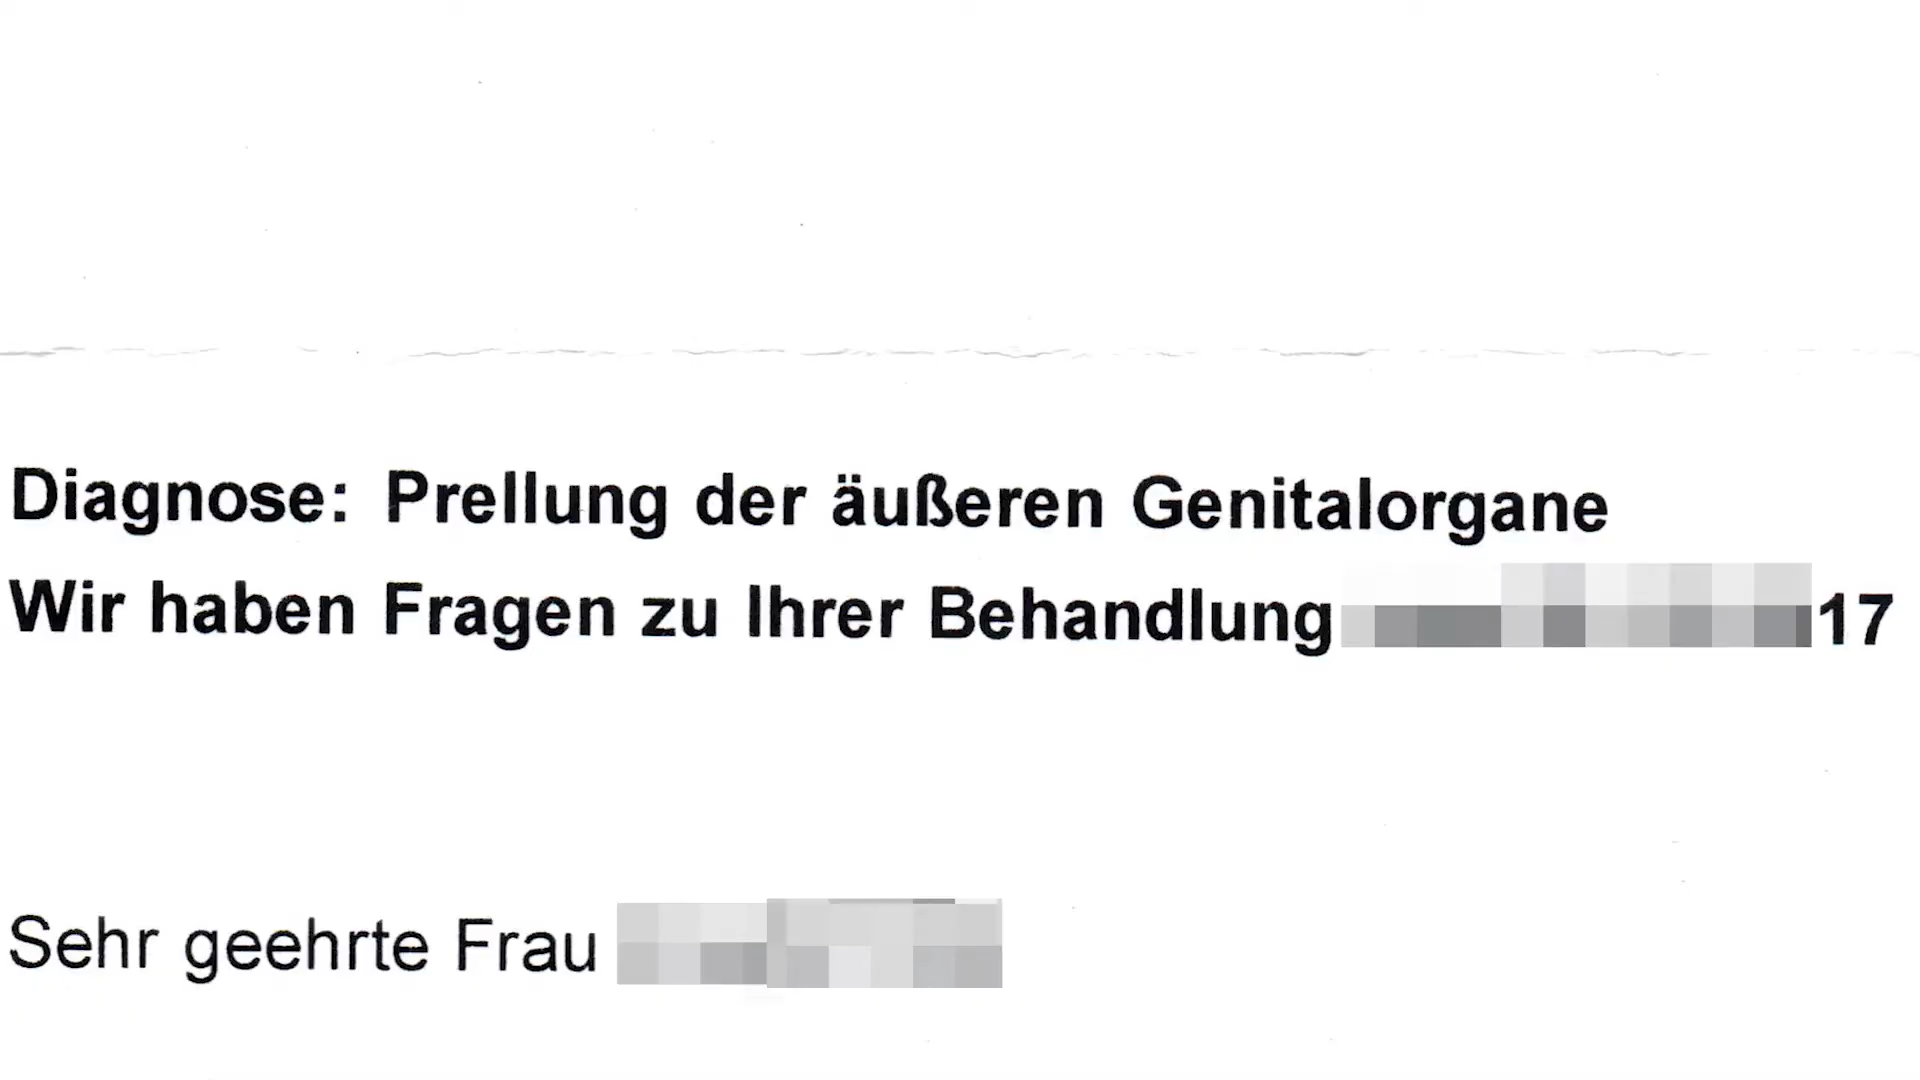 Diagnose: Prellung der äußeren Genitalorgane
Wir haben Fragen zu Ihrer Behandlung 17
Sehr geehrte Frau